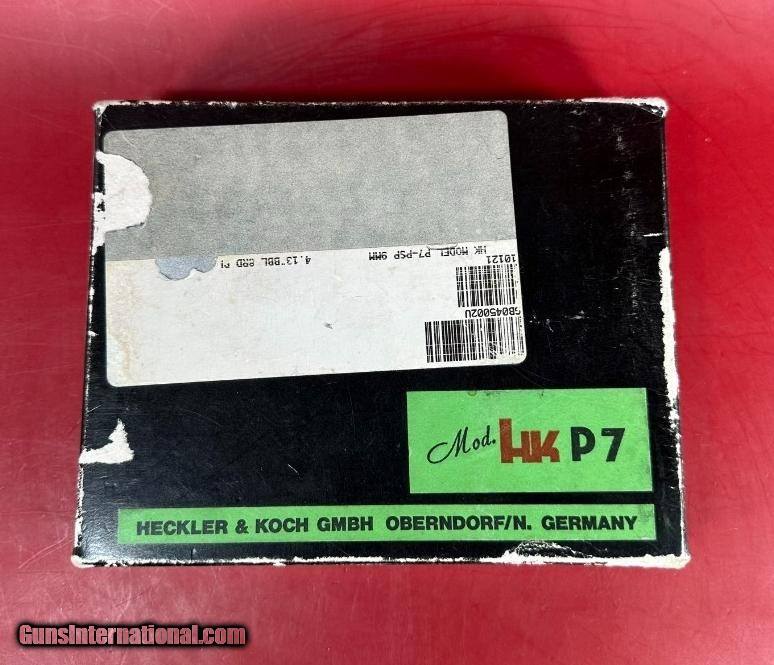 HK MODEL P7-PSP 9MM
4.13"BBL 8RD
10121
GB045002U
Mod. HK P7
HECKLER & KOCH GMBH OBERNDORF/N. GERMANY
GunsInternational.com